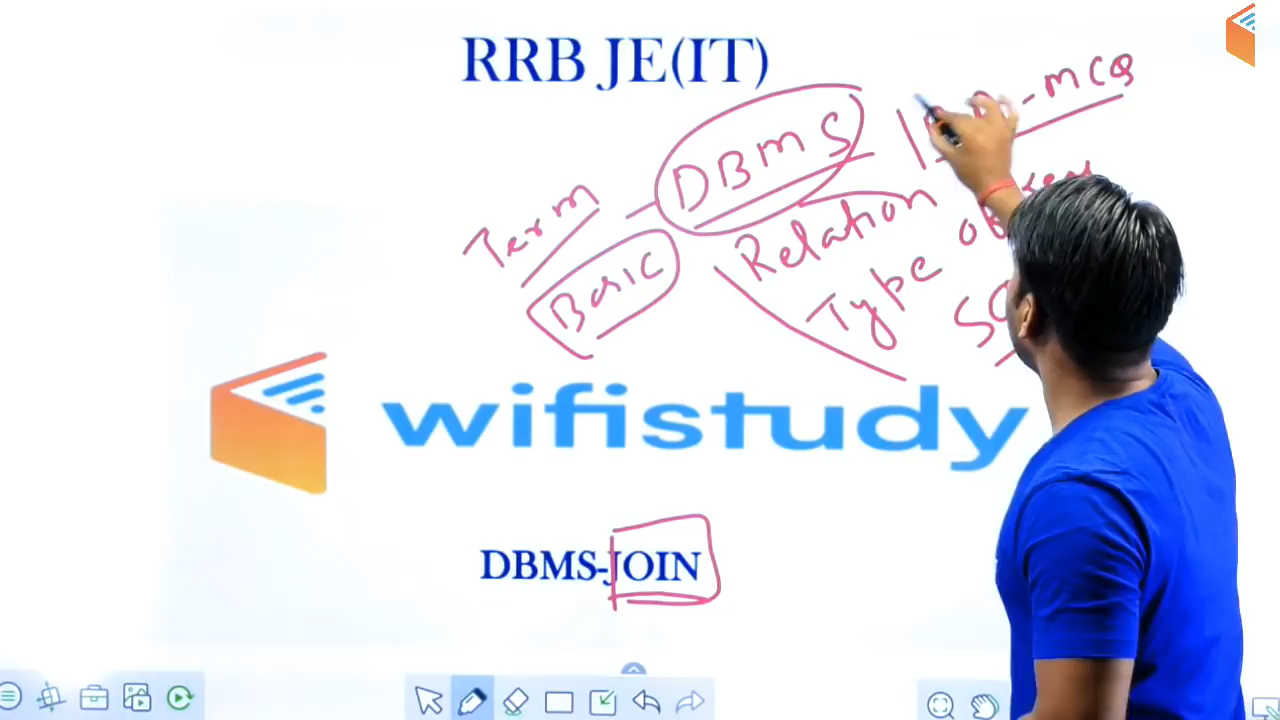 RRB JE(IT)
MCQ
DBMS
Term
Relation
Basic
Type of
wifistudy
DBMS-JOIN